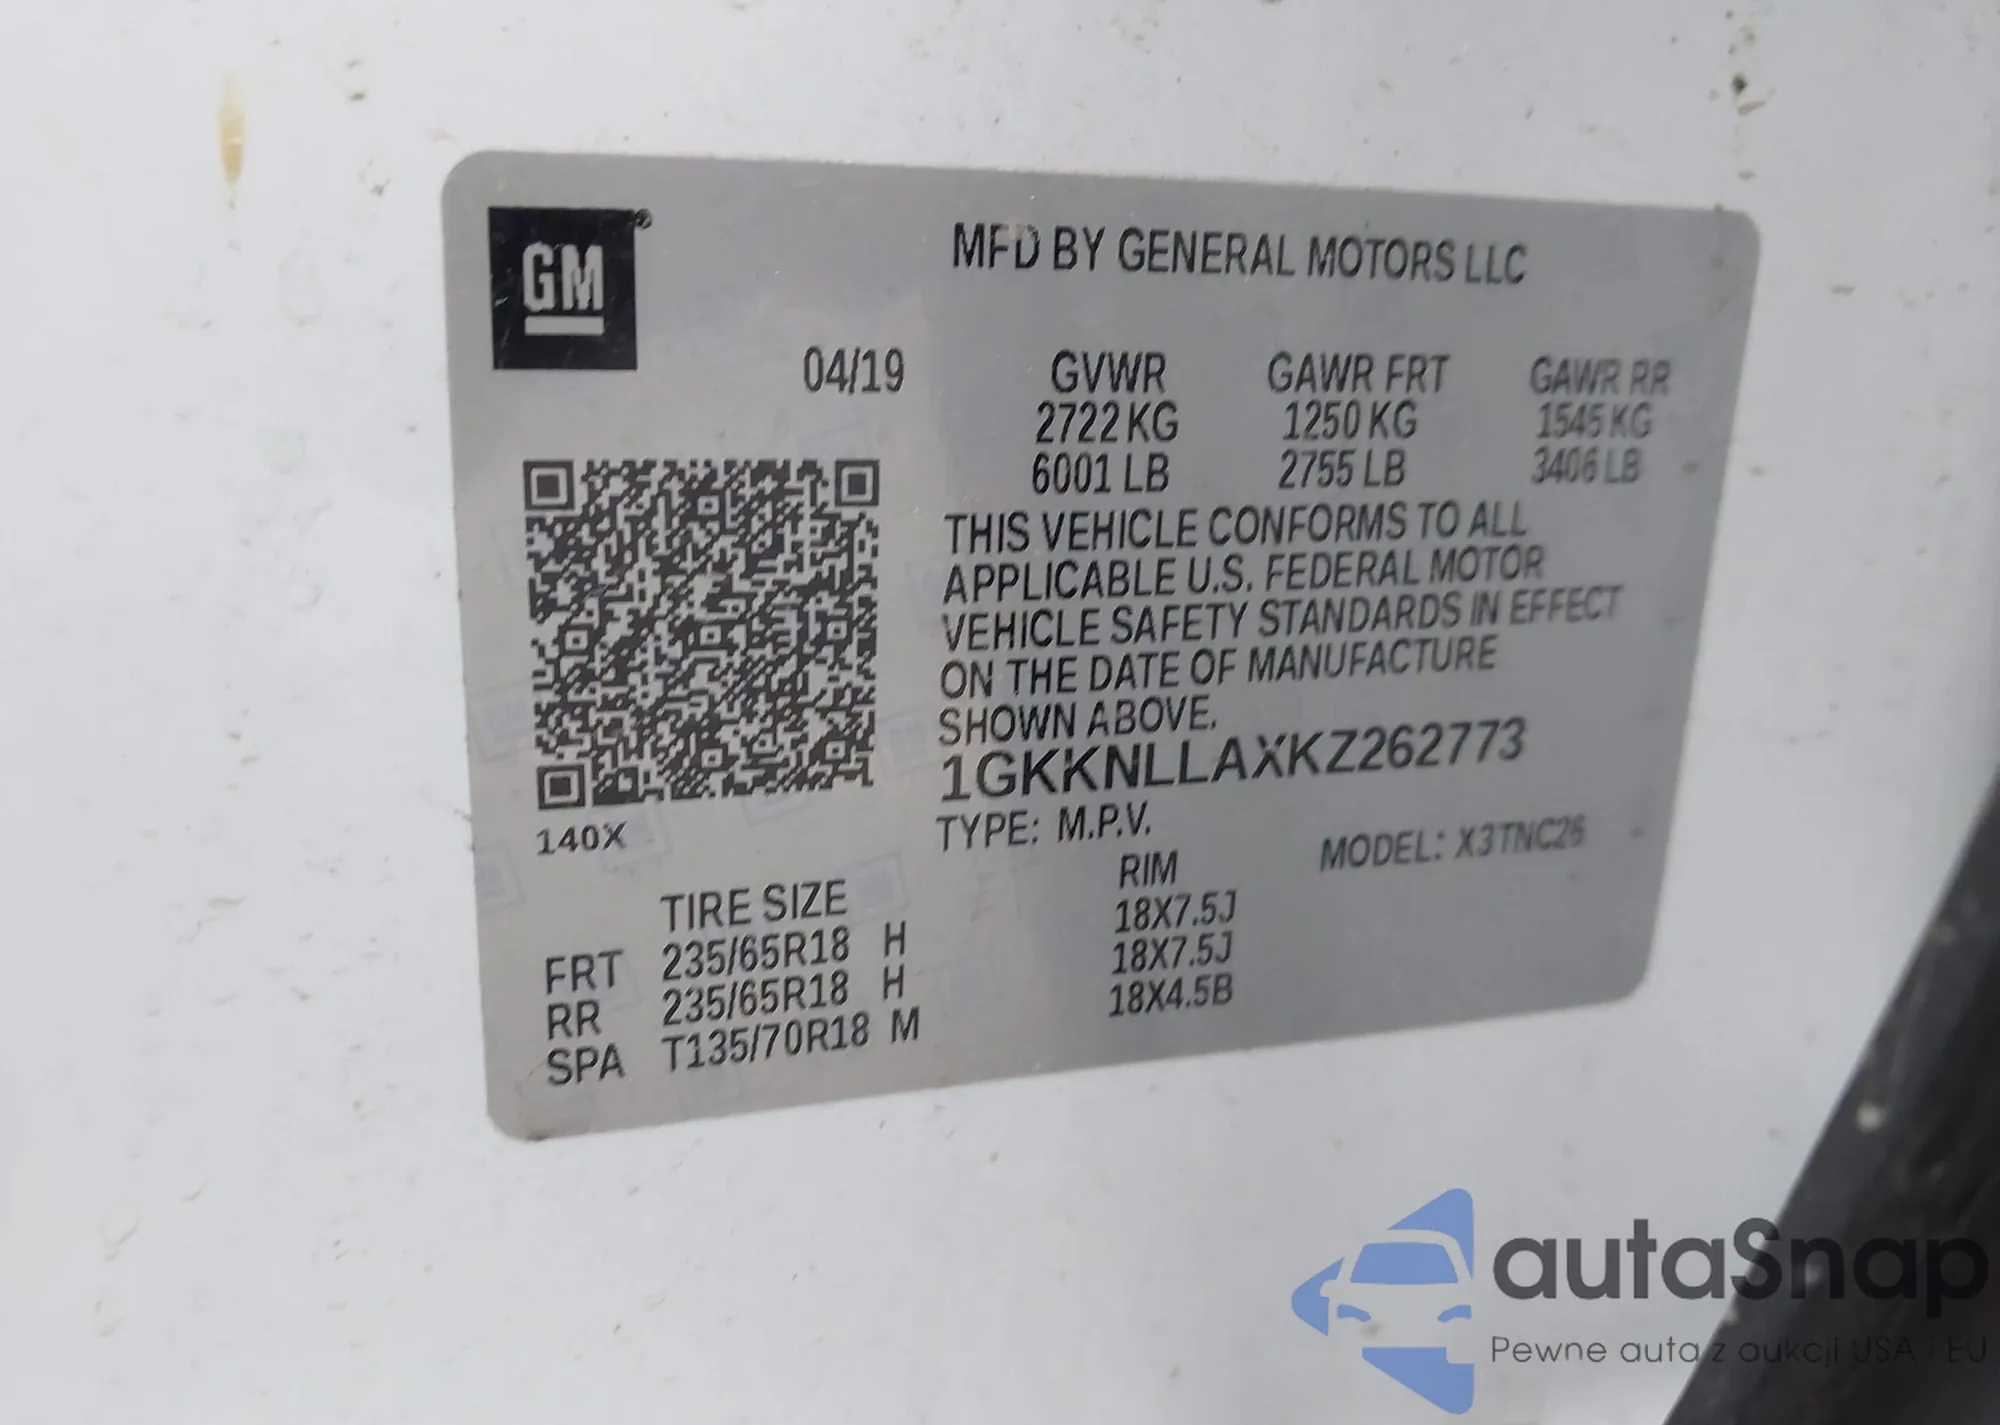 GM
MFD BY GENERAL MOTORS LLC
04/19
GVWR GAWR FRT GAWR RR
2722 KG 1250 KG 1545 KG
6001 LB 2755 LB 3406 LB
THIS VEHICLE CONFORMS TO ALL
APPLICABLE U.S. FEDERAL MOTOR
VEHICLE SAFETY STANDARDS IN EFFECT
ON THE DATE OF MANUFACTURE
SHOWN ABOVE.
1GKKNLLAXKZ262773
TYPE: M.P.V. MODEL: X3TNC26
140X
TIRE SIZE RIM
FRT 235/65R18 H 18X7.5J
RR 235/65R18 H 18X7.5J
SPA T135/70R18 M 18X4.5B
autaSnap
Pewne auta z aukcji USA i EU